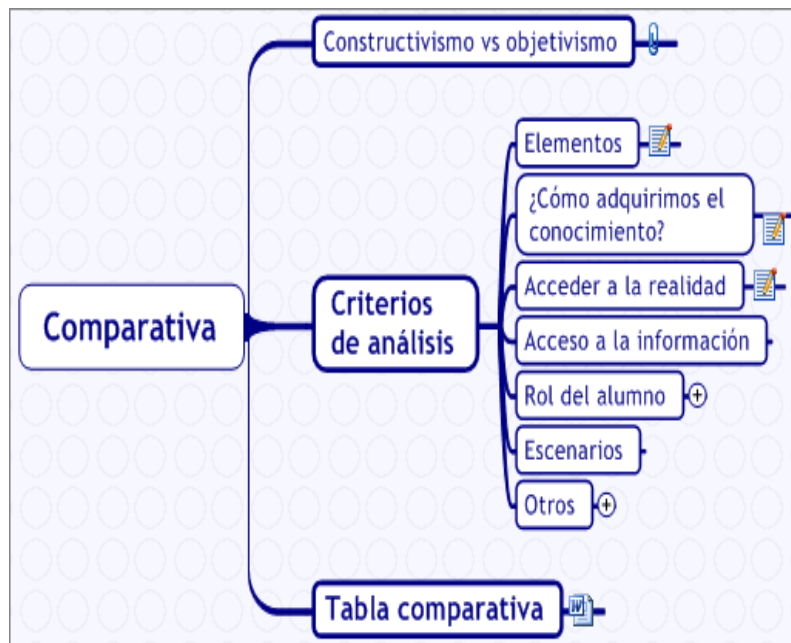 Constructivismo vs objetivismo
Elementos
¿Cómo adquirimos el
conocimiento?
Acceder a la realidad
Comparativa
Criterios
de análisis
Acceso a la información
Rol del alumno
Escenarios
Otros
Tabla comparativa